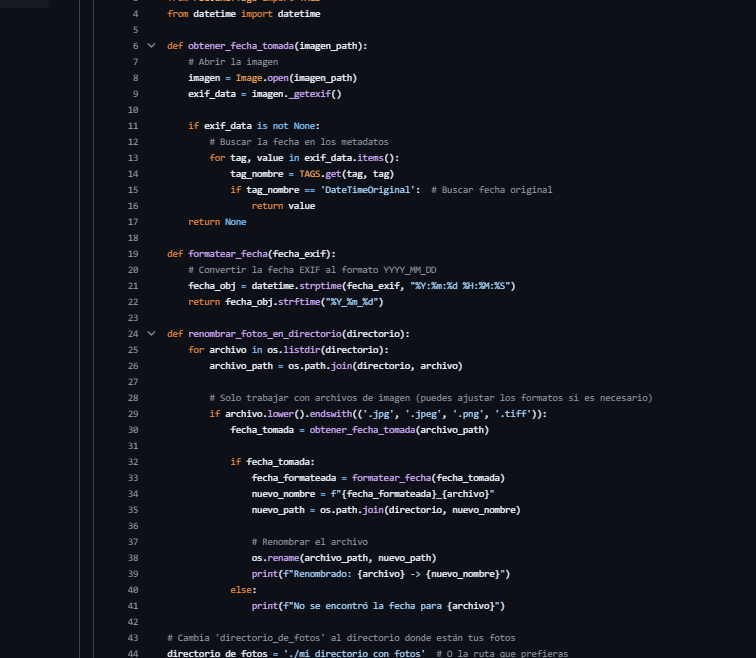 4 from datetime import datetime
5
6 def obtener_fecha_tomada(imagen_path):
7 # Abrir la imagen
8 imagen = Image.open(imagen_path)
9 exif_data = imagen._getexif()
10
11 if exif_data is not None:
12 # Buscar la fecha en los metadatos
13 for tag, value in exif_data.items():
14 tag_nombre = TAGS.get(tag, tag)
15 if tag_nombre == 'DateTimeOriginal':  # Buscar fecha original
16 return value
17 return None
18
19 def formatear_fecha(fecha_exif):
20 # Convertir la fecha EXIF al formato YYYY_MM_DD
21 fecha_obj = datetime.strptime(fecha_exif, "%Y:%m:%d %H:%M:%S")
22 return fecha_obj.strftime("%Y_%m_%d")
23
24 def renombrar_fotos_en_directorio(directorio):
25 for archivo in os.listdir(directorio):
26 archivo_path = os.path.join(directorio, archivo)
27
28 # Solo trabajar con archivos de imagen (puedes ajustar los formatos si es necesario)
29 if archivo.lower().endswith(('.jpg', '.jpeg', '.png', '.tiff')):
30 fecha_tomada = obtener_fecha_tomada(archivo_path)
31
32 if fecha_tomada:
33 fecha_formateada = formatear_fecha(fecha_tomada)
34 nuevo_nombre = f"{fecha_formateada}_{archivo}"
35 nuevo_path = os.path.join(directorio, nuevo_nombre)
36
37 # Renombrar el archivo
38 os.rename(archivo_path, nuevo_path)
39 print(f"Renombrado: {archivo} -> {nuevo_nombre}")
40 else:
41 print(f"No se encontró la fecha para {archivo}")
42
43 # Cambia 'directorio_de_fotos' al directorio donde están tus fotos
44 directorio_de_fotos = './mi_directorio_con_fotos'  # O la ruta que prefieras